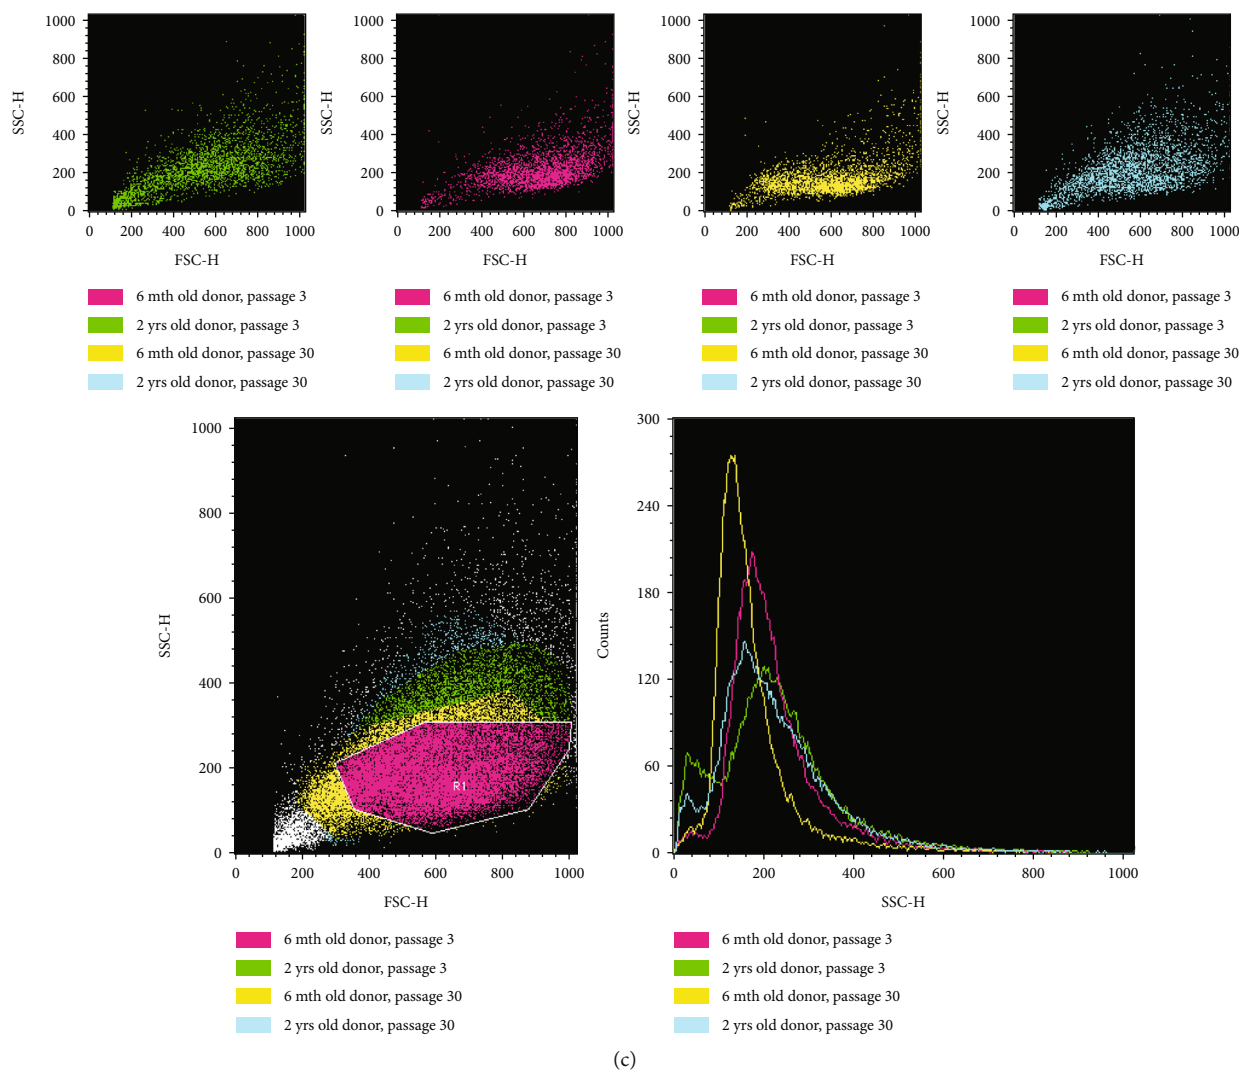 1000
800
600
400
200
0
SSC-H
0 200 400 600 800 1000
FSC-H
1000
800
600
400
200
0
SSC-H
0 200 400 600 800 1000
FSC-H
1000
800
600
400
200
0
SSC-H
0 200 400 600 800 1000
FSC-H
1000
800
600
400
200
0
SSC-H
0 200 400 600 800 1000
FSC-H
6 mth old donor, passage 3
2 yrs old donor, passage 3
6 mth old donor, passage 30
2 yrs old donor, passage 30
6 mth old donor, passage 3
2 yrs old donor, passage 3
6 mth old donor, passage 30
2 yrs old donor, passage 30
6 mth old donor, passage 3
2 yrs old donor, passage 3
6 mth old donor, passage 30
2 yrs old donor, passage 30
6 mth old donor, passage 3
2 yrs old donor, passage 3
6 mth old donor, passage 30
2 yrs old donor, passage 30
1000
800
600
400
200
0
SSC-H
R1
0 200 400 600 800 1000
FSC-H
300
240
180
120
60
0
Counts
0 200 400 600 800 1000
SSC-H
6 mth old donor, passage 3
2 yrs old donor, passage 3
6 mth old donor, passage 30
2 yrs old donor, passage 30
6 mth old donor, passage 3
2 yrs old donor, passage 3
6 mth old donor, passage 30
2 yrs old donor, passage 30
(c)